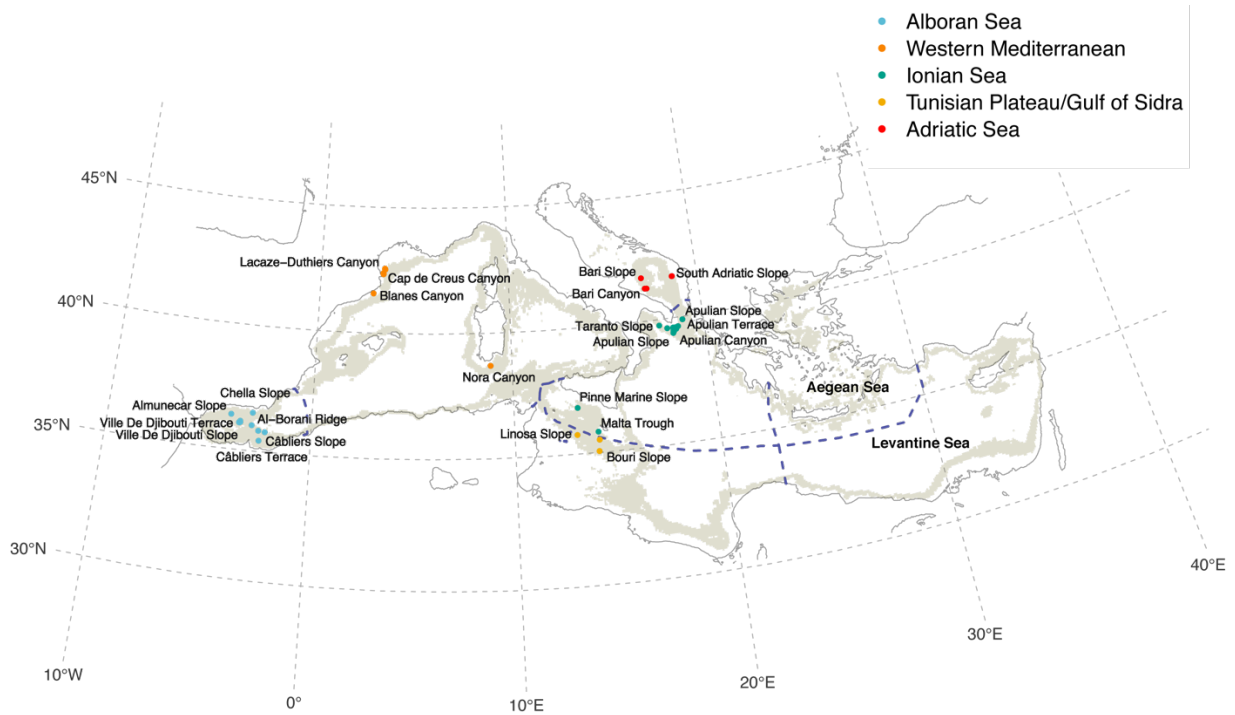 Alboran Sea
Western Mediterranean
Ionian Sea
Tunisian Plateau/Gulf of Sidra
Adriatic Sea
45°N
Lacaze-Duthiers Canyon
Cap de Creus Canyon
Blanes Canyon
Bari Slope
South Adriatic Slope
Bari Canyon
40°N
Apulian Slope
Taranto Slope
Apulian Terrace
Apulian Slope
Apulian Canyon
Nora Canyon
Chella Slope
Aegean Sea
Almunecar Slope
Pinne Marine Slope
Ville De Djibouti Terrace
Al-Borani Ridge
Malta Trough
35°N
Ville De Djibouti Slope
Câbliers Slope
Linosa Slope
Levantine Sea
Câbliers Terrace
Bouri Slope
30°N
40°E
30°E
10°W
20°E
0°
10°E